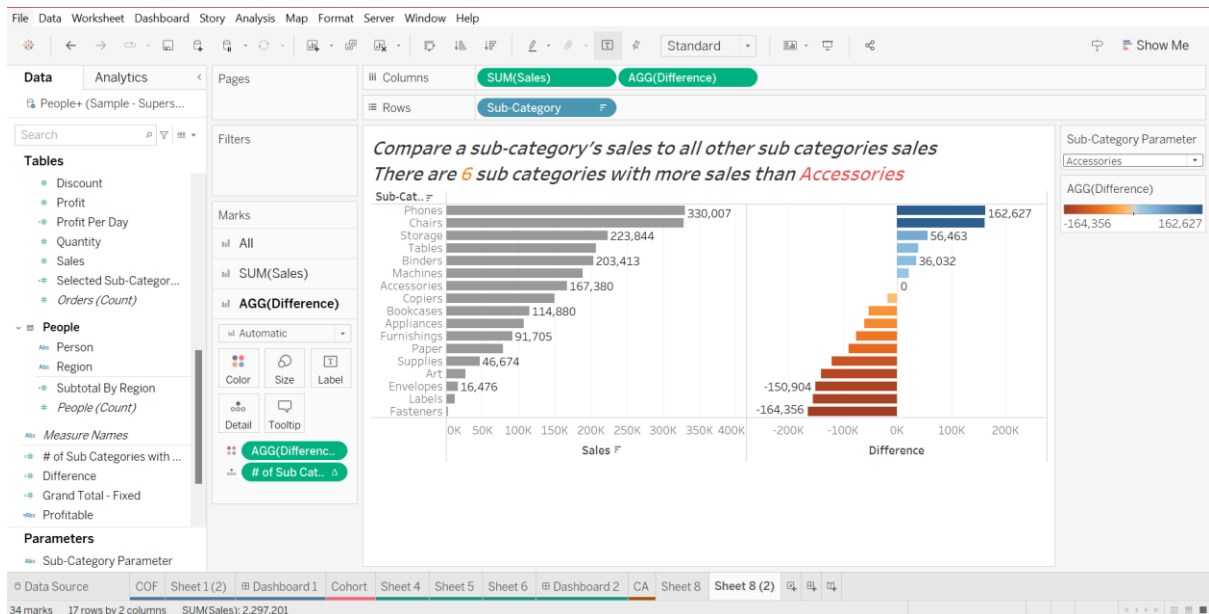 File Data Worksheet Dashboard Story Analysis Map Format Server Window Help
Standard
Show Me
Data Analytics
People+ (Sample - Supers...
Search
Tables
Discount
Profit
Profit Per Day
Quantity
Sales
Selected Sub-Categor...
Orders (Count)
People
Abc Person
Abc Region
Subtotal By Region
People (Count)
Abc Measure Names
# of Sub Categories with ...
Difference
Grand Total - Fixed
Abc Profitable
Parameters
Abc Sub-Category Parameter
Pages
Filters
Marks
All
SUM(Sales)
AGG(Difference)
Automatic
Color Size Label
Detail Tooltip
AGG(Differenc..
# of Sub Cat.. Δ
Columns SUM(Sales) AGG(Difference)
Rows Sub-Category
Compare a sub-category's sales to all other sub categories sales
There are 6 sub categories with more sales than Accessories
Sub-Cat..
Phones 330,007 162,627
Chairs
Storage 223,844 56,463
Tables
Binders 203,413 36,032
Machines
Accessories 167,380 0
Copiers
Bookcases 114,880
Appliances
Furnishings 91,705
Paper
Supplies 46,674
Art
Envelopes 16,476 -150,904
Labels
Fasteners -164,356
0K 50K 100K 150K 200K 250K 300K 350K 400K -200K -100K 0K 100K 200K
Sales Difference
Sub-Category Parameter
Accessories
AGG(Difference)
-164,356 162,627
Data Source COF Sheet 1 (2) Dashboard 1 Cohort Sheet 4 Sheet 5 Sheet 6 Dashboard 2 CA Sheet 8 Sheet 8 (2)
34 marks 17 rows by 2 columns SUM(Sales): 2,297,201